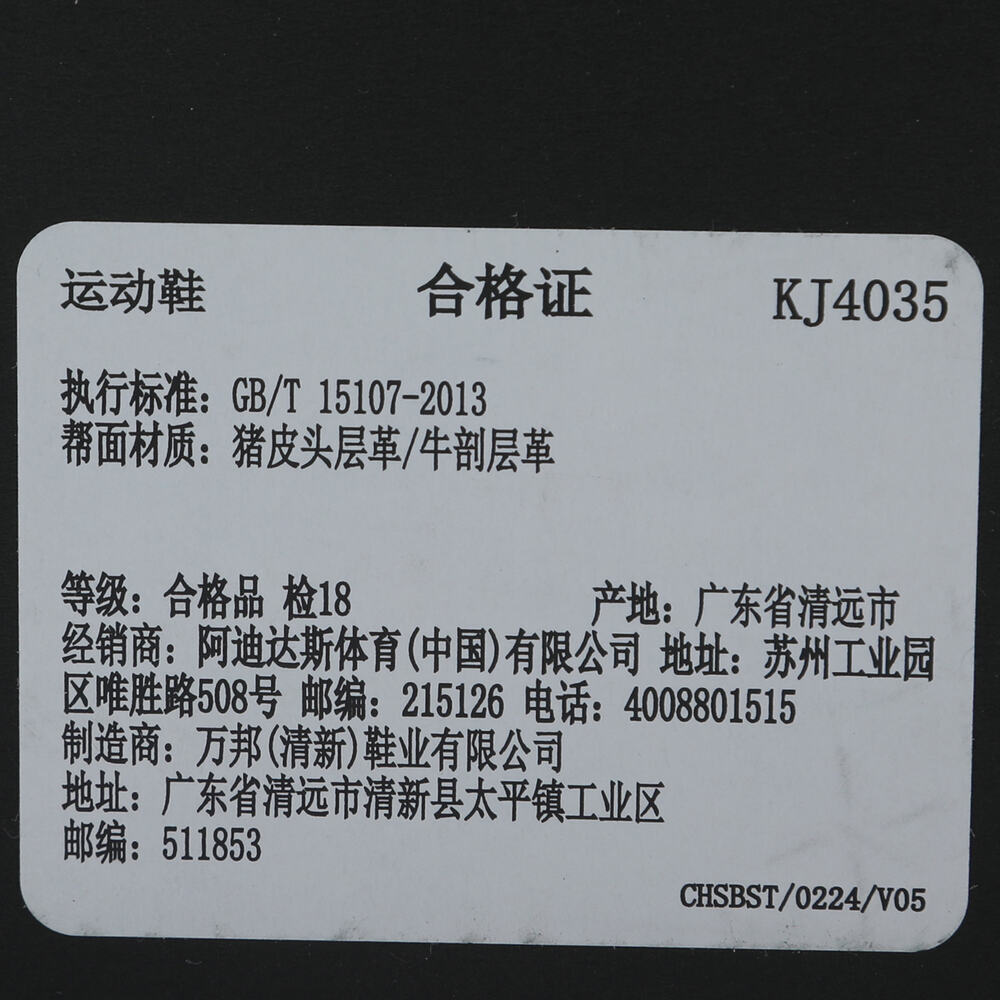 运动鞋 合格证 KJ4035
执行标准：GB/T 15107-2013
帮面材质：猪皮头层革/牛剖层革
等级：合格品 检18 产地：广东省清远市
经销商：阿迪达斯体育(中国)有限公司 地址：苏州工业园
区唯胜路508号 邮编：215126 电话：4008801515
制造商：万邦(清新)鞋业有限公司
地址：广东省清远市清新县太平镇工业区
邮编：511853
CHSBST/0224/V05